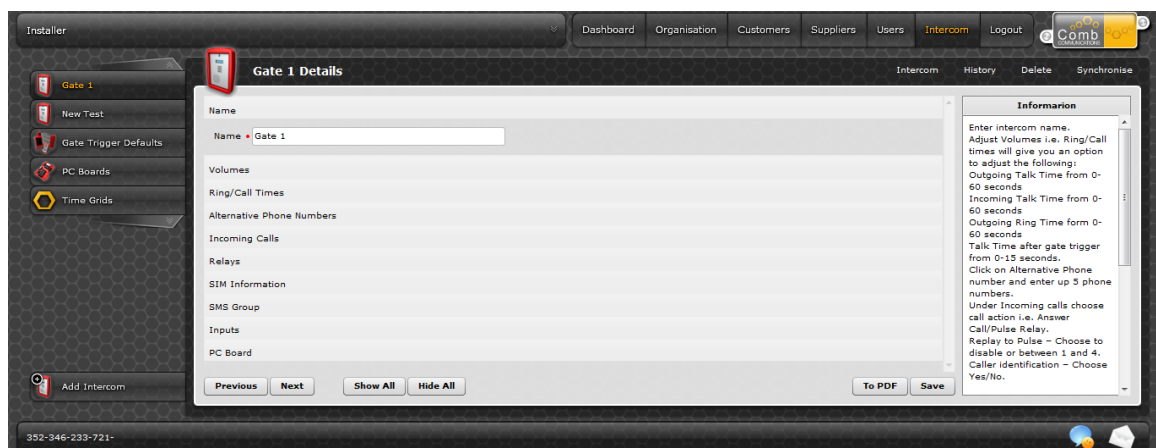 Installer
Dashboard Organisation Customers Suppliers Users Intercom Logout
Comb
COMMUNICATIONS
Gate 1
New Test
Gate Trigger Defaults
PC Boards
Time Grids
Add Intercom
Gate 1 Details
Intercom History Delete Synchronise
Name
Name • Gate 1
Volumes
Ring/Call Times
Alternative Phone Numbers
Incoming Calls
Relays
SIM Information
SMS Group
Inputs
PC Board
Previous Next Show All Hide All To PDF Save
Informarion
Enter intercom name.
Adjust Volumes i.e. Ring/Call
times will give you an option
to adjust the following:
Outgoing Talk Time from 0-
60 seconds
Incoming Talk Time from 0-
60 seconds
Outgoing Ring Time form 0-
60 seconds
Talk Time after gate trigger
from 0-15 seconds.
Click on Alternative Phone
number and enter up 5 phone
numbers.
Under Incoming calls choose
call action i.e. Answer
Call/Pulse Relay.
Replay to Pulse – Choose to
disable or between 1 and 4.
Caller identification – Choose
Yes/No.
352-346-233-721-